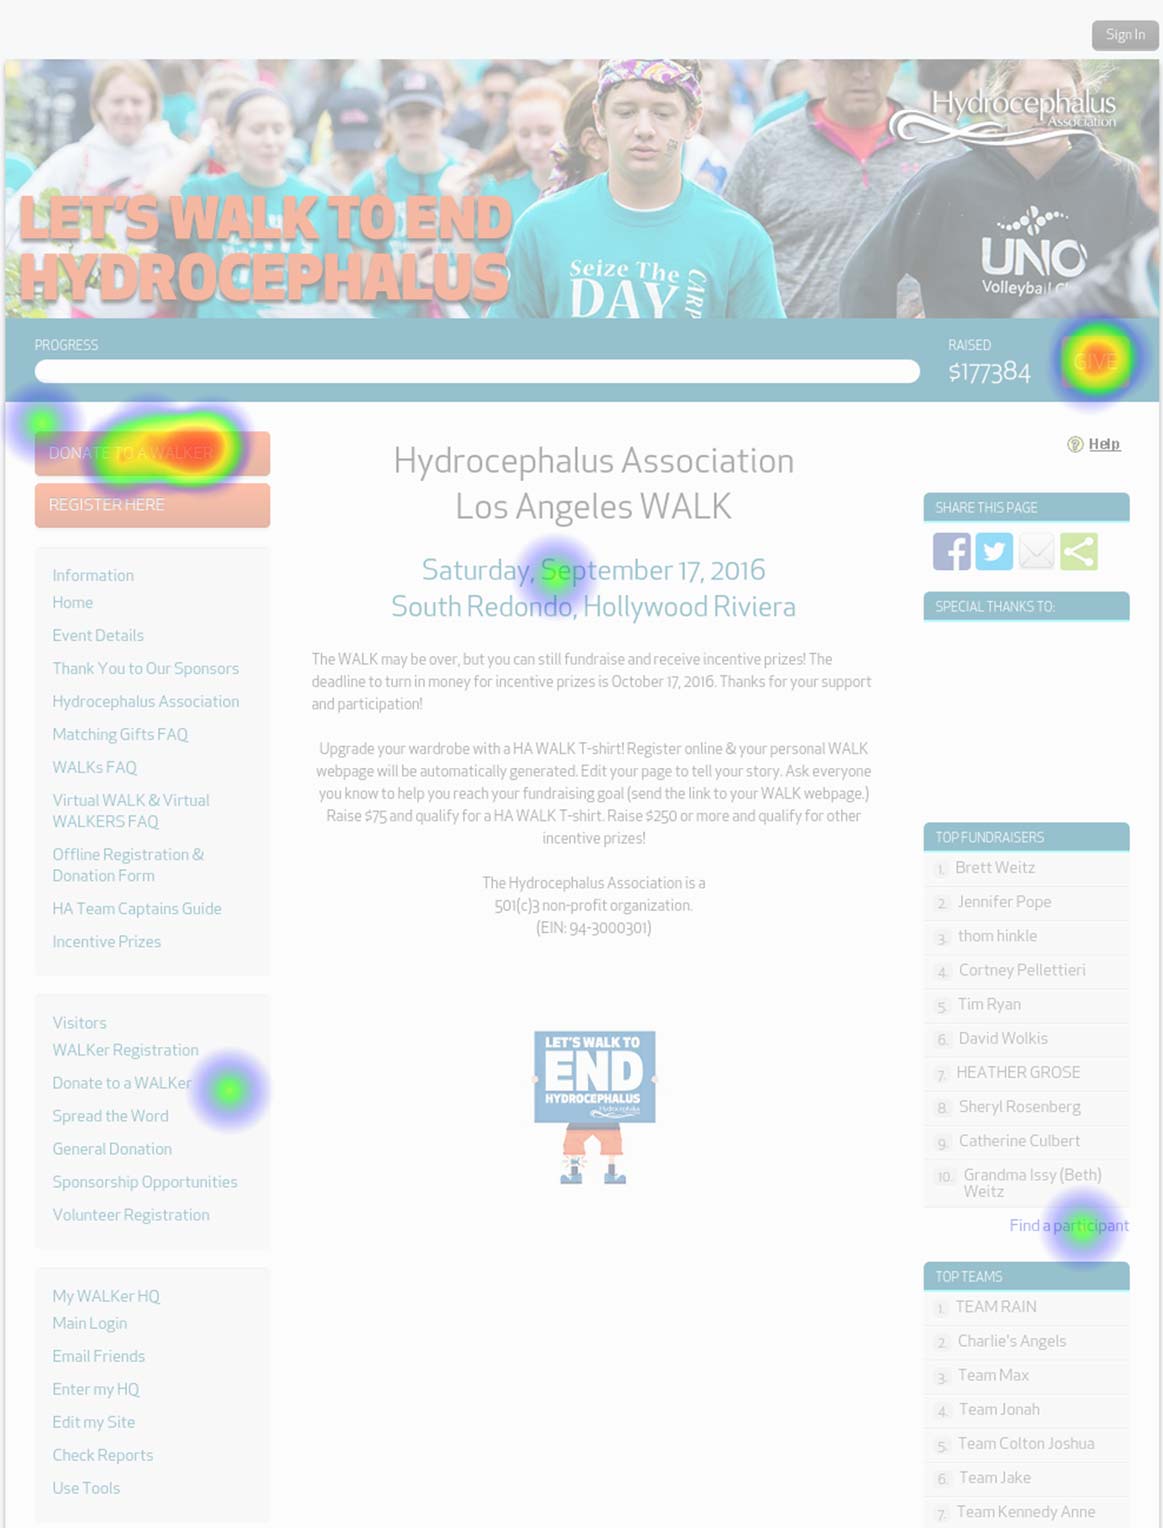 Sign In
Hydrocephalus
Association
LET'S WALK TO END
HYDROCEPHALUS
Seize The
DAY
CARP
UNO
Volleyball
PROGRESS
RAISED
$177384
GIVE
DONATE TO A WALKER
REGISTER HERE
Information
Home
Event Details
Thank You to Our Sponsors
Hydrocephalus Association
Matching Gifts FAQ
WALKs FAQ
Virtual WALK & Virtual
WALKERS FAQ
Offline Registration &
Donation Form
HA Team Captains Guide
Incentive Prizes
Visitors
WALKer Registration
Donate to a WALKer
Spread the Word
General Donation
Sponsorship Opportunities
Volunteer Registration
My WALKer HQ
Main Login
Email Friends
Enter my HQ
Edit my Site
Check Reports
Use Tools
Hydrocephalus Association
Los Angeles WALK
Saturday, September 17, 2016
South Redondo, Hollywood Riviera
The WALK may be over, but you can still fundraise and receive incentive prizes! The
deadline to turn in money for incentive prizes is October 17, 2016. Thanks for your support
and participation!
Upgrade your wardrobe with a HA WALK T-shirt! Register online & your personal WALK
webpage will be automatically generated. Edit your page to tell your story. Ask everyone
you know to help you reach your fundraising goal (send the link to your WALK webpage.)
Raise $75 and qualify for a HA WALK T-shirt. Raise $250 or more and qualify for other
incentive prizes!
The Hydrocephalus Association is a
501(c)3 non-profit organization.
(EIN: 94-3000301)
LET'S WALK TO
END
HYDROCEPHALUS
Hydrocephalus
Help
SHARE THIS PAGE
SPECIAL THANKS TO:
TOP FUNDRAISERS
1. Brett Weitz
2. Jennifer Pope
3. thom hinkle
4. Cortney Pellettieri
5. Tim Ryan
6. David Wolkis
7. HEATHER GROSE
8. Sheryl Rosenberg
9. Catherine Culbert
10. Grandma Issy (Beth)
Weitz
Find a participant
TOP TEAMS
1. TEAM RAIN
2. Charlie's Angels
3. Team Max
4. Team Jonah
5. Team Colton Joshua
6. Team Jake
7. Team Kennedy Anne